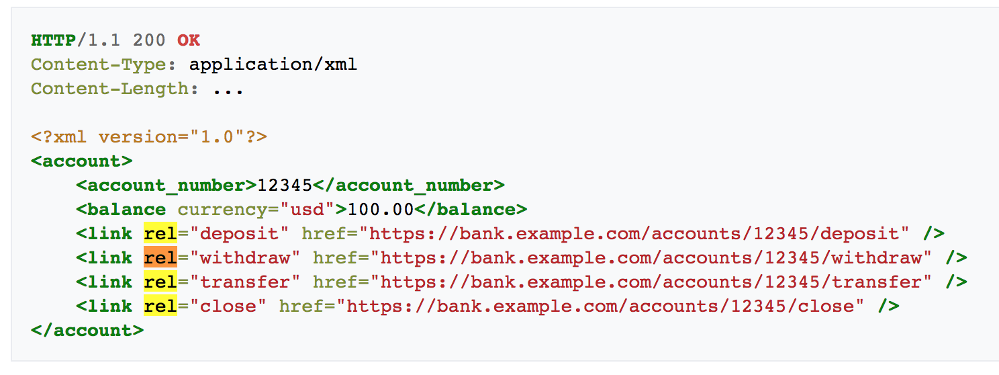 HTTP/1.1 200 OK
Content-Type: application/xml
Content-Length: ...
<?xml version="1.0"?>
<account>
    <account_number>12345</account_number>
    <balance currency="usd">100.00</balance>
    <link rel="deposit" href="https://bank.example.com/accounts/12345/deposit" />
    <link rel="withdraw" href="https://bank.example.com/accounts/12345/withdraw" />
    <link rel="transfer" href="https://bank.example.com/accounts/12345/transfer" />
    <link rel="close" href="https://bank.example.com/accounts/12345/close" />
</account>